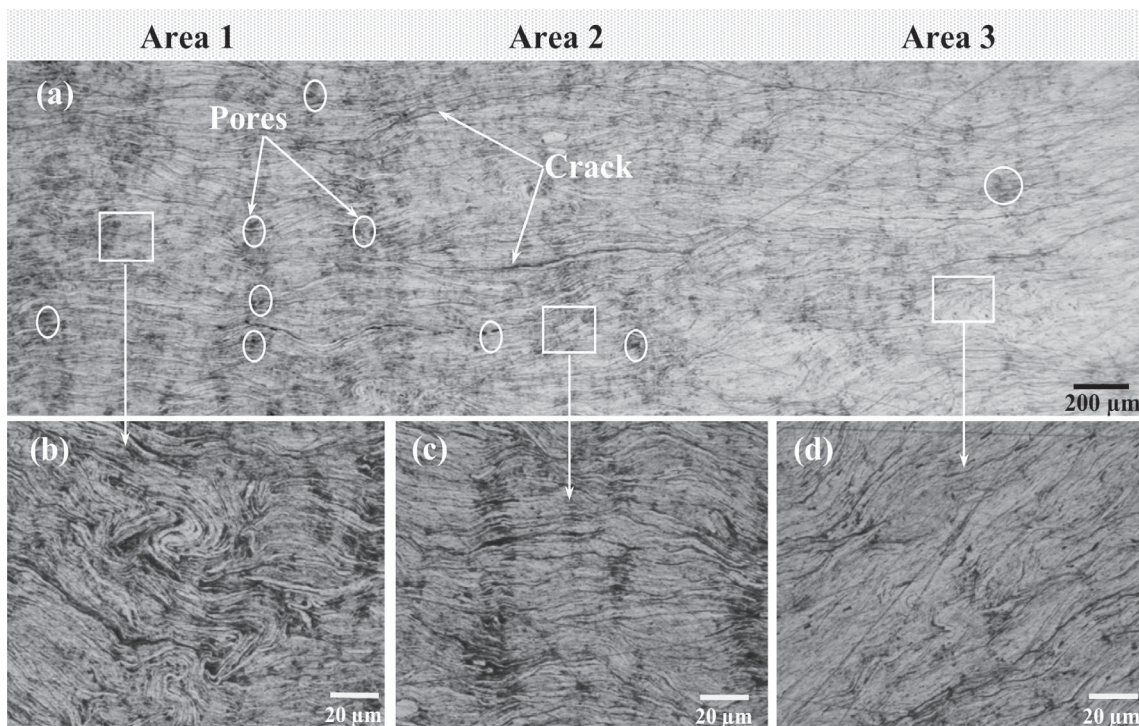 Area 1 Area 2 Area 3
(a)
Pores
Crack
200 µm
(b) (c) (d)
20 µm 20 µm 20 µm